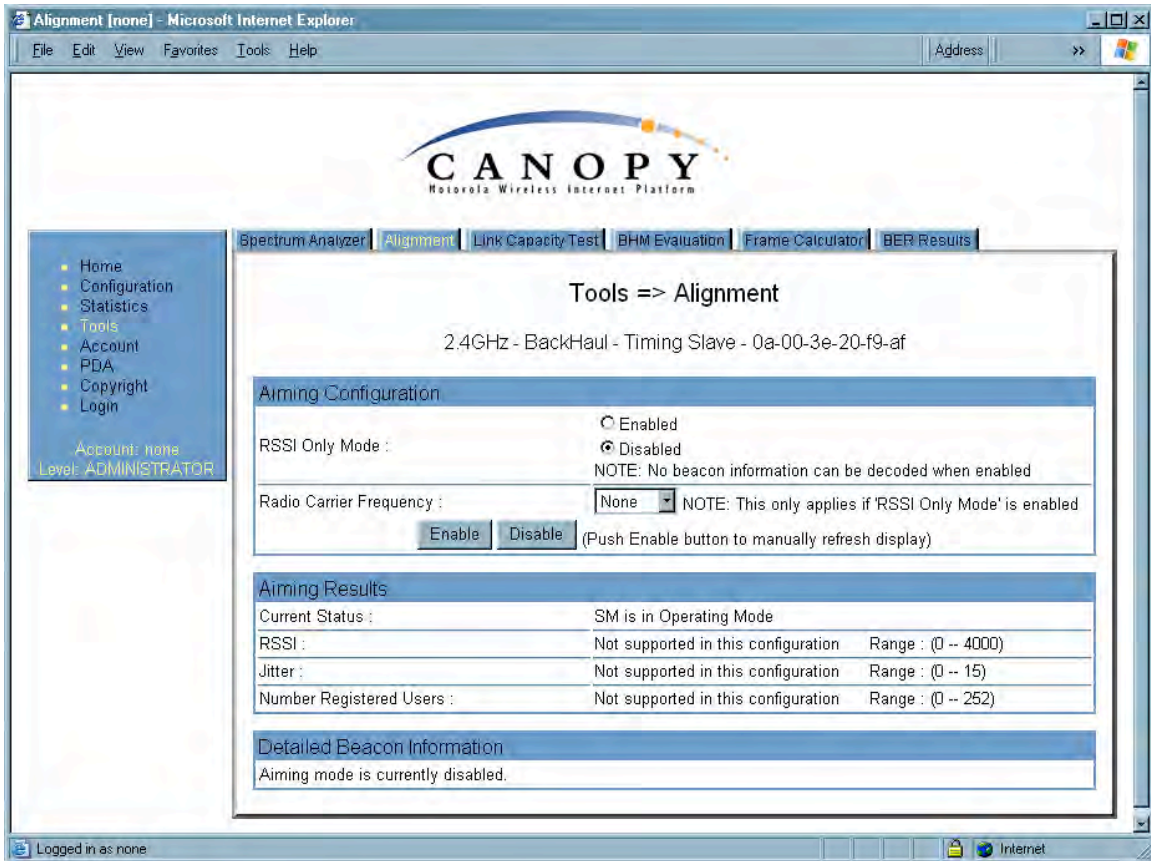 Alignment [none] - Microsoft Internet Explorer
File Edit View Favorites Tools Help Address »
CANOPY
Motorola Wireless Internet Platform
Spectrum Analyzer Alignment Link Capacity Test BHM Evaluation Frame Calculator BER Results
Home
Configuration
Statistics
Tools
Account
PDA
Copyright
Login
Account: none
Level: ADMINISTRATOR
Tools => Alignment
2.4GHz - BackHaul - Timing Slave - 0a-00-3e-20-f9-af
Aiming Configuration
RSSI Only Mode :
Enabled
Disabled
NOTE: No beacon information can be decoded when enabled
Radio Carrier Frequency : None NOTE: This only applies if 'RSSI Only Mode' is enabled
Enable Disable (Push Enable button to manually refresh display)
Aiming Results
Current Status : SM is in Operating Mode
RSSI : Not supported in this configuration Range : (0 -- 4000)
Jitter : Not supported in this configuration Range : (0 -- 15)
Number Registered Users : Not supported in this configuration Range : (0 -- 252)
Detailed Beacon Information
Aiming mode is currently disabled.
Logged in as none Internet